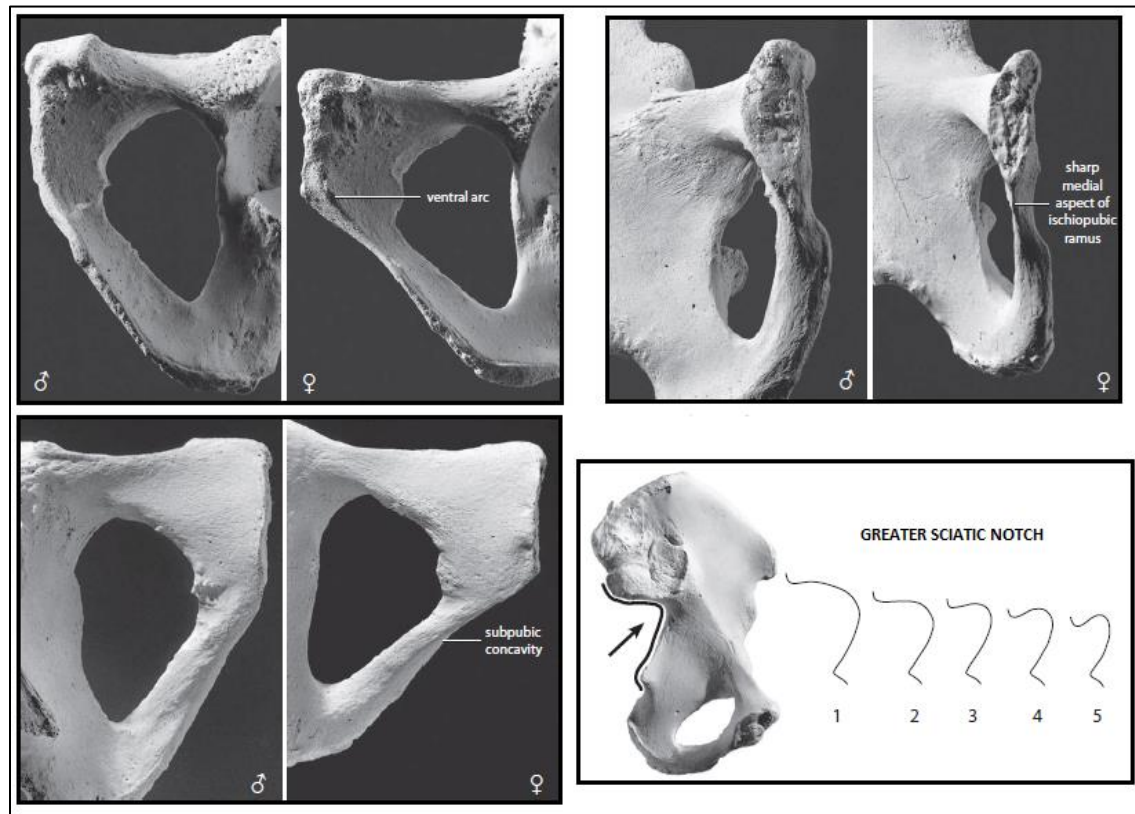 ventral arc
♂
♀
sharp
medial
aspect of
ischiopubic
ramus
♂
♀
subpubic
concavity
♂
♀
GREATER SCIATIC NOTCH
1 2 3 4 5